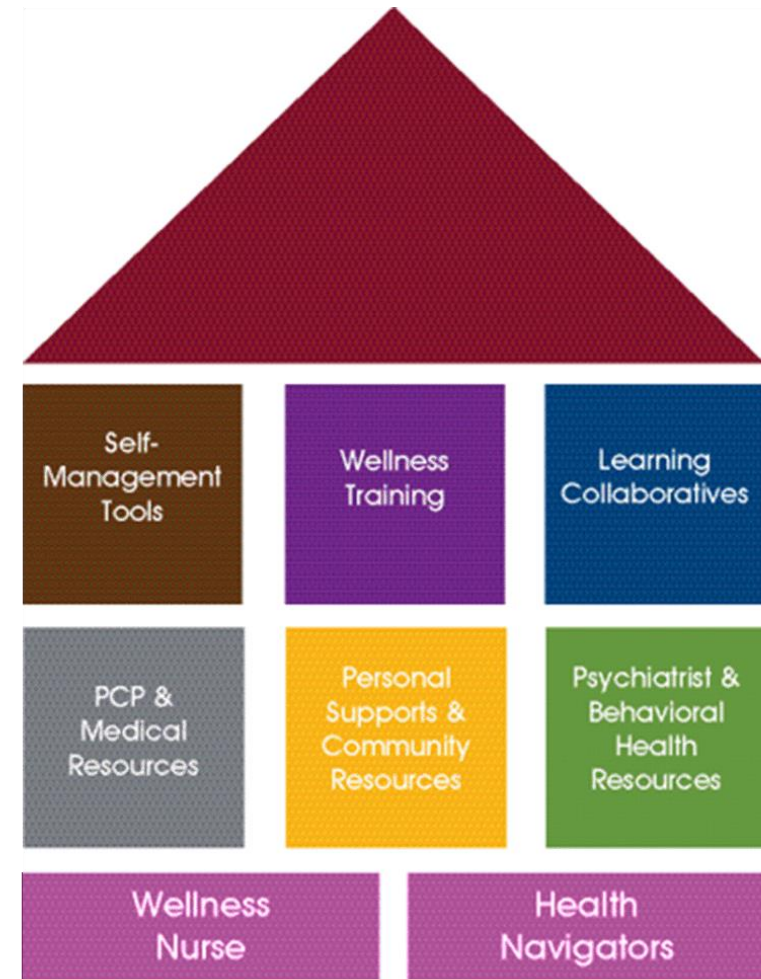 Self-
Management
Tools
Wellness
Training
Learning
Collaboratives
PCP &
Medical
Resources
Personal
Supports &
Community
Resources
Psychiatrist &
Behavioral
Health
Resources
Wellness
Nurse
Health
Navigators